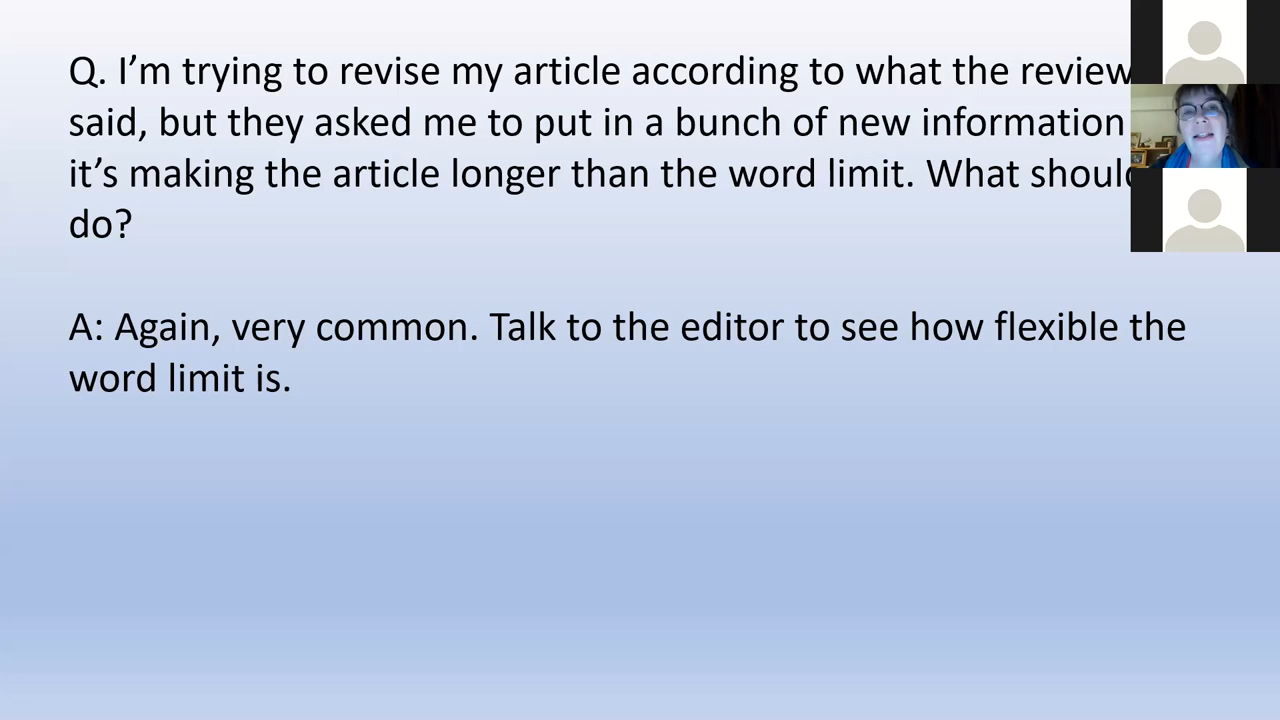 Q. I’m trying to revise my article according to what the review
said, but they asked me to put in a bunch of new information
it’s making the article longer than the word limit. What should
do?
A: Again, very common. Talk to the editor to see how flexible the
word limit is.